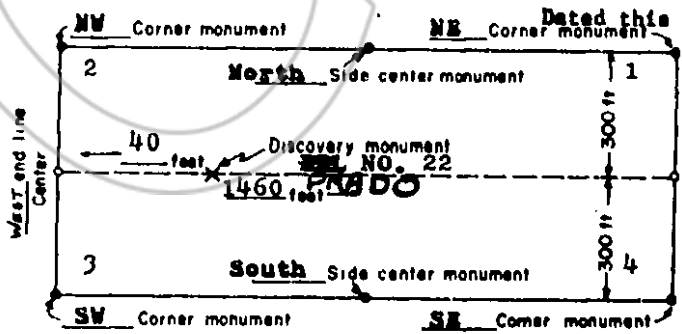 Dated this
NW Corner monument NE Corner monument
2 North Side center monument 1
300 ft
40 feet Discovery monument
NO. 22
1460 feet PRADO
WEST end line
Center
300 ft
3 South Side center monument 4
SW Corner monument SE Corner monument